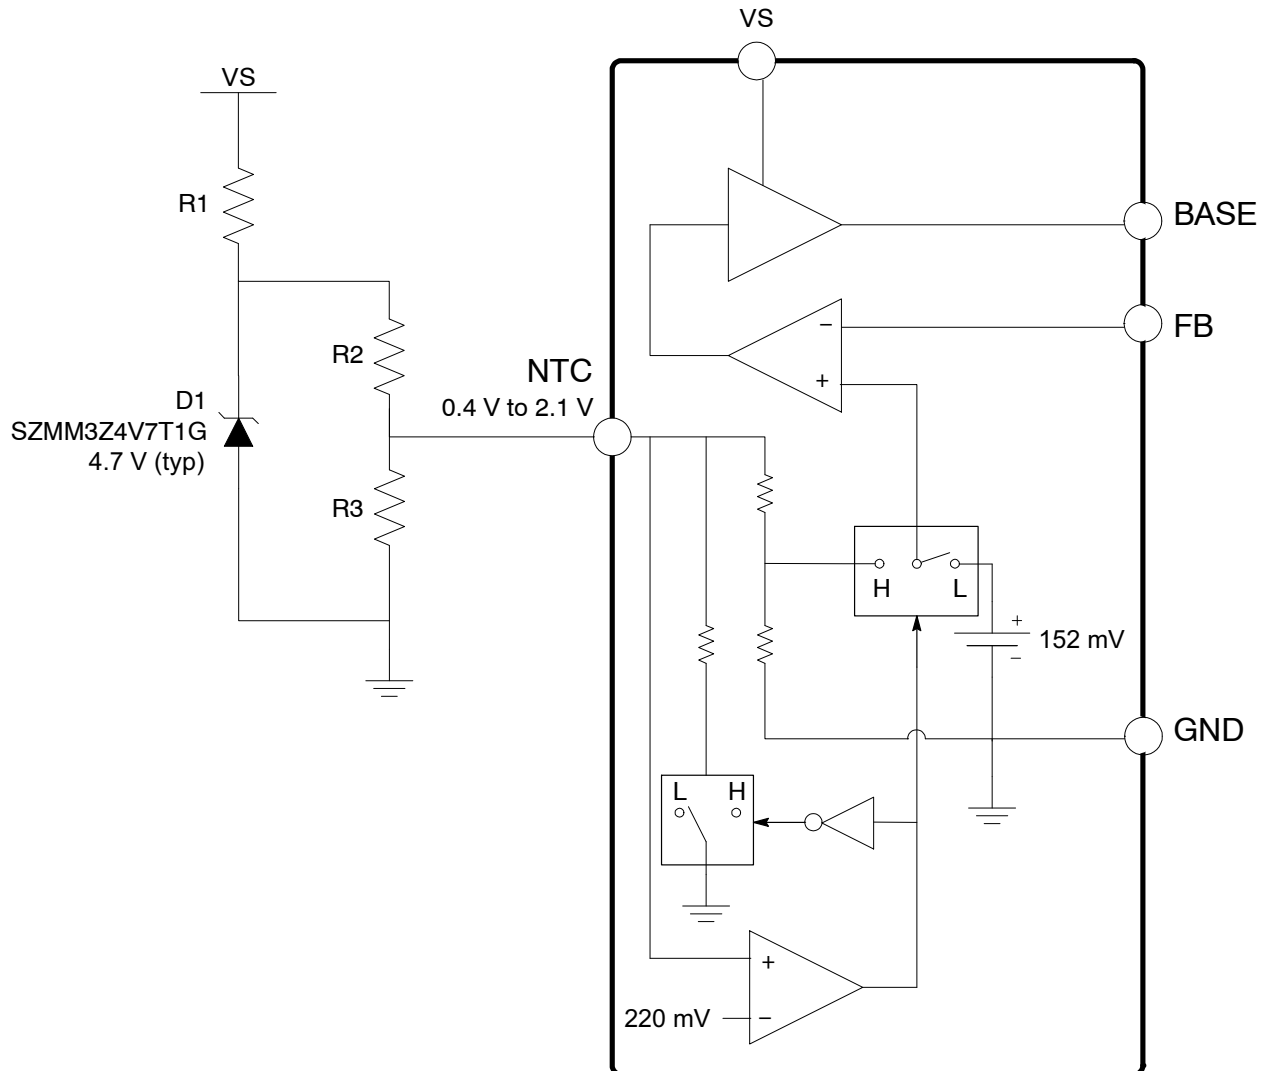 VS
VS
R1
BASE
R2
−
FB
NTC
+
0.4 V to 2.1 V
D1
SZMM3Z4V7T1G
4.7 V (typ)
R3
H
L
+
152 mV
−
GND
L
H
+
220 mV
−